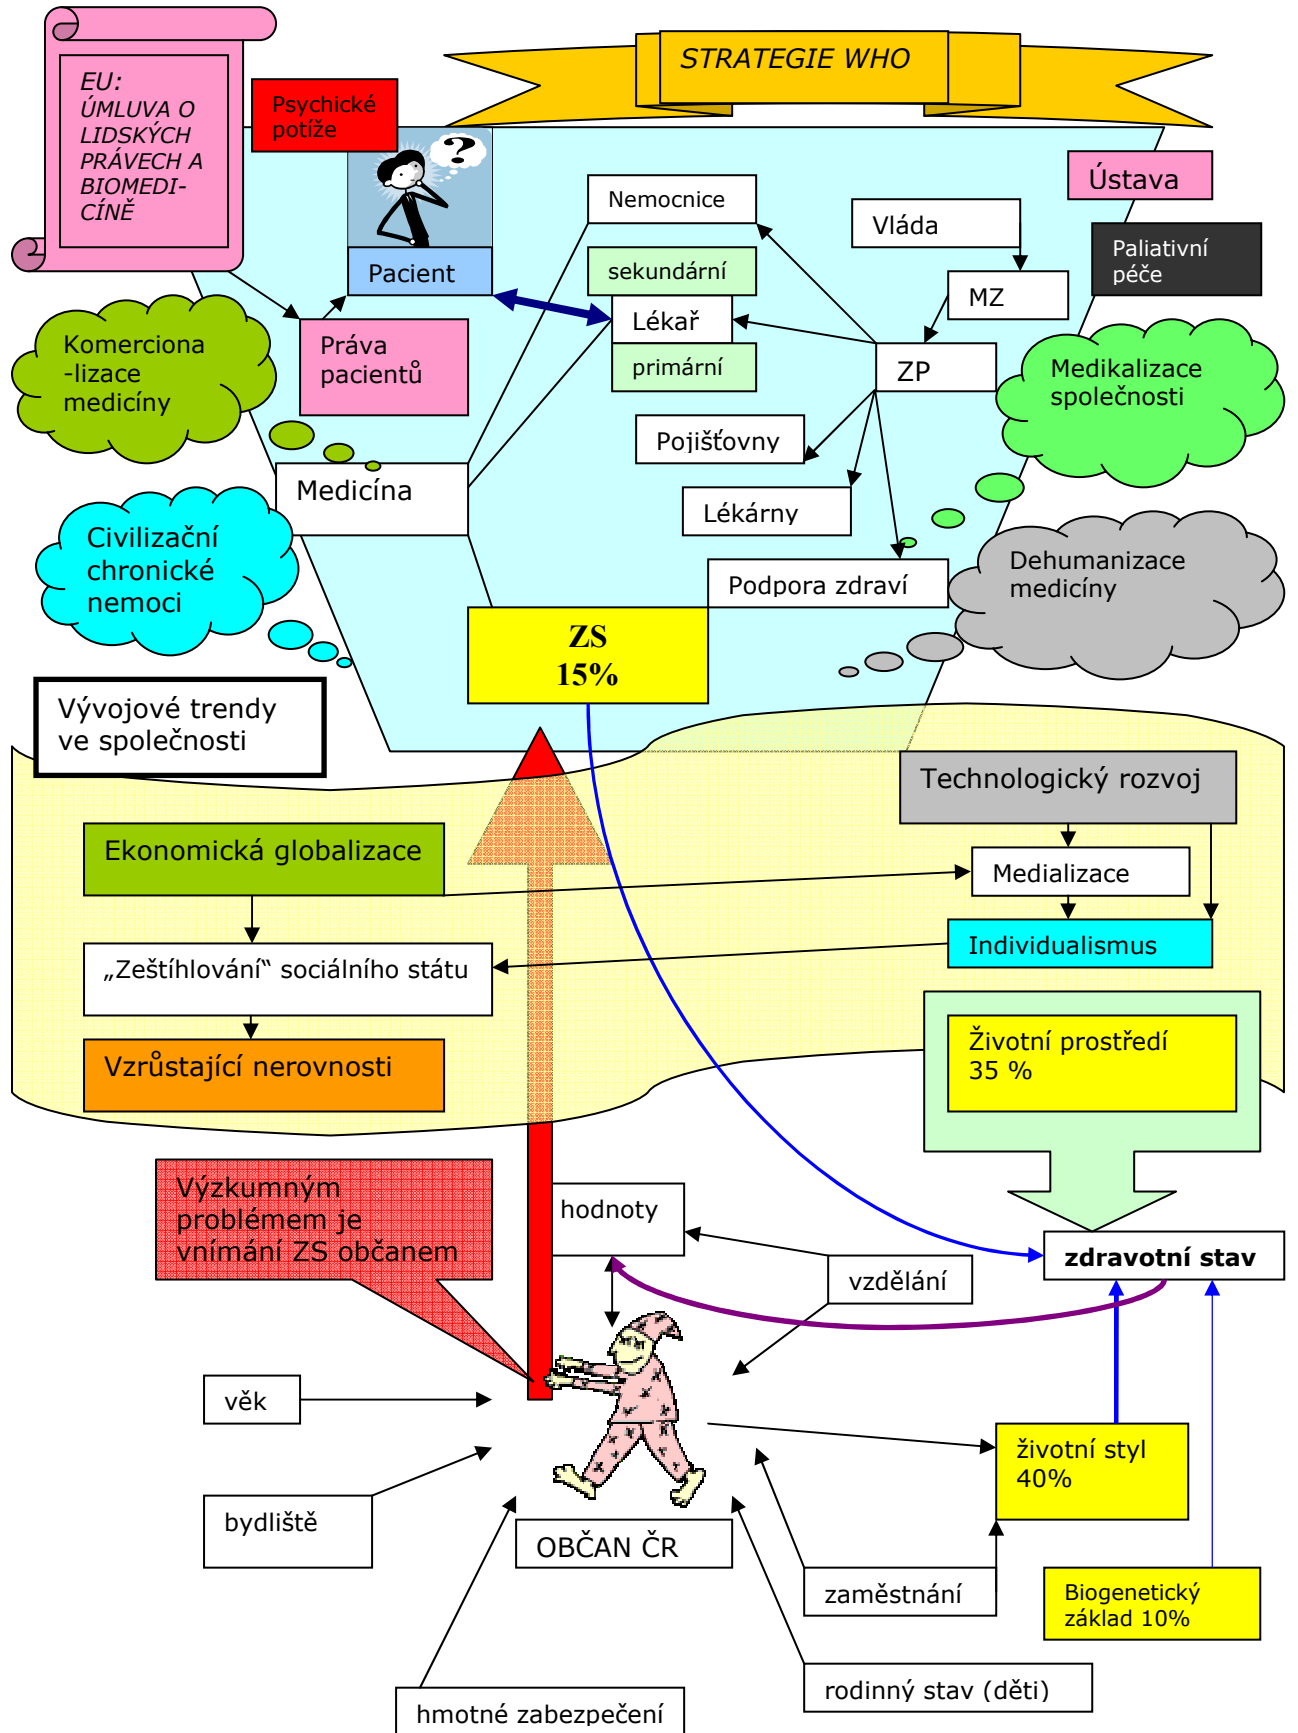 EU:
ÚMLUVA O
LIDSKÝCH
PRÁVECH A
BIOMEDI-
CÍNĚ
Psychické
potíže
STRATEGIE WHO
?
Pacient
Práva
pacientů
Nemocnice
sekundární
Lékař
primární
Vláda
MZ
ZP
Ústava
Paliativní
péče
Komerciona
-lizace
medicíny
Medikalizace
společnosti
Pojišťovny
Medicína
Lékárny
Civilizační
chronické
nemoci
Podpora zdraví
Dehumanizace
medicíny
ZS
15%
Vývojové trendy
ve společnosti
Technologický rozvoj
Ekonomická globalizace
Medializace
Individualismus
„Zeštíhlování“ sociálního státu
Vzrůstající nerovnosti
Životní prostředí
35 %
Výzkumným
problémem je
vnímání ZS občanem
hodnoty
vzdělání
zdravotní stav
věk
bydliště
životní styl
40%
OBČAN ČR
zaměstnání
Biogenetický
základ 10%
rodinný stav (děti)
hmotné zabezpečení